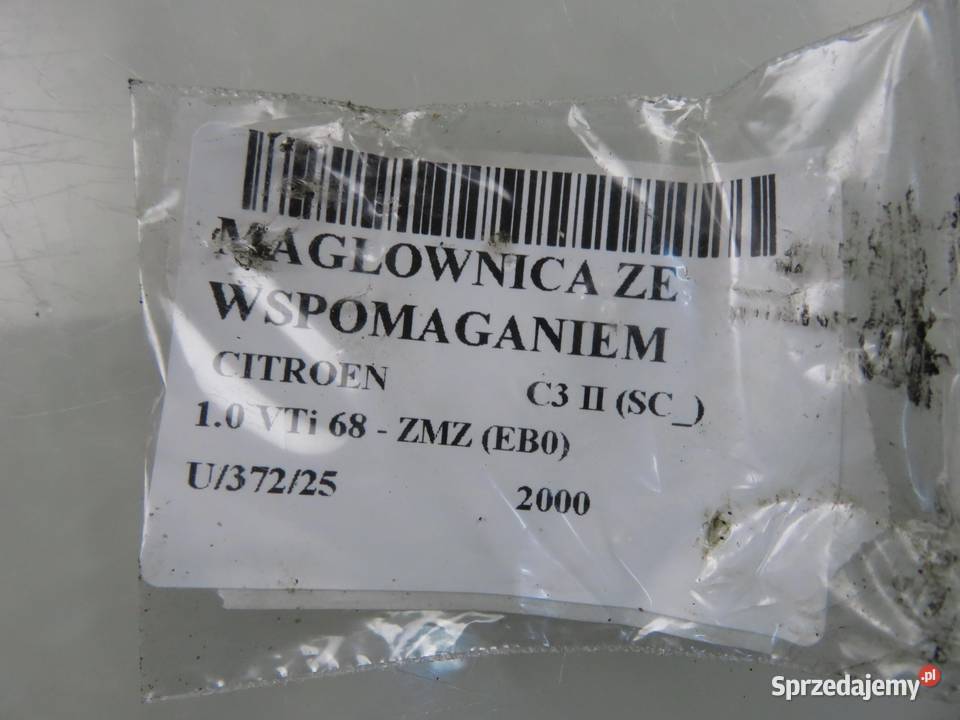 MAGLOWNICA ZE
WSPOMAGANIEM
CITROEN C3 II (SC_)
1.0 VTi 68 - ZMZ (EB0)
U/372/25 2000
Sprzedajemy.pl